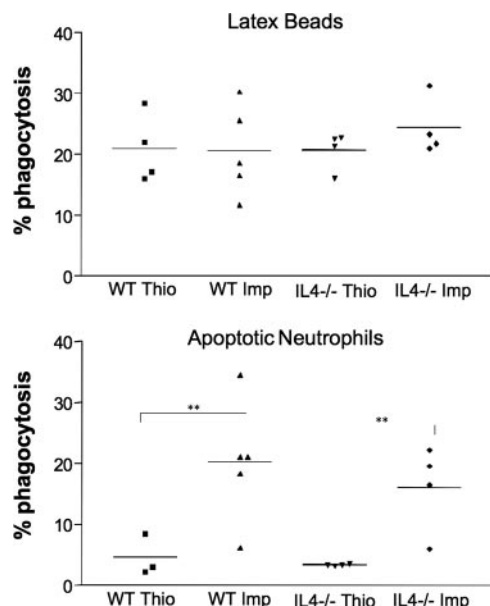 Latex Beads
% phagocytosis
40
30
20
10
0
WT Thio WT Imp IL4-/- Thio IL4-/- Imp
Apoptotic Neutrophils
% phagocytosis
40
30
20
10
0
** **
WT Thio WT Imp IL4-/- Thio IL4-/- Imp